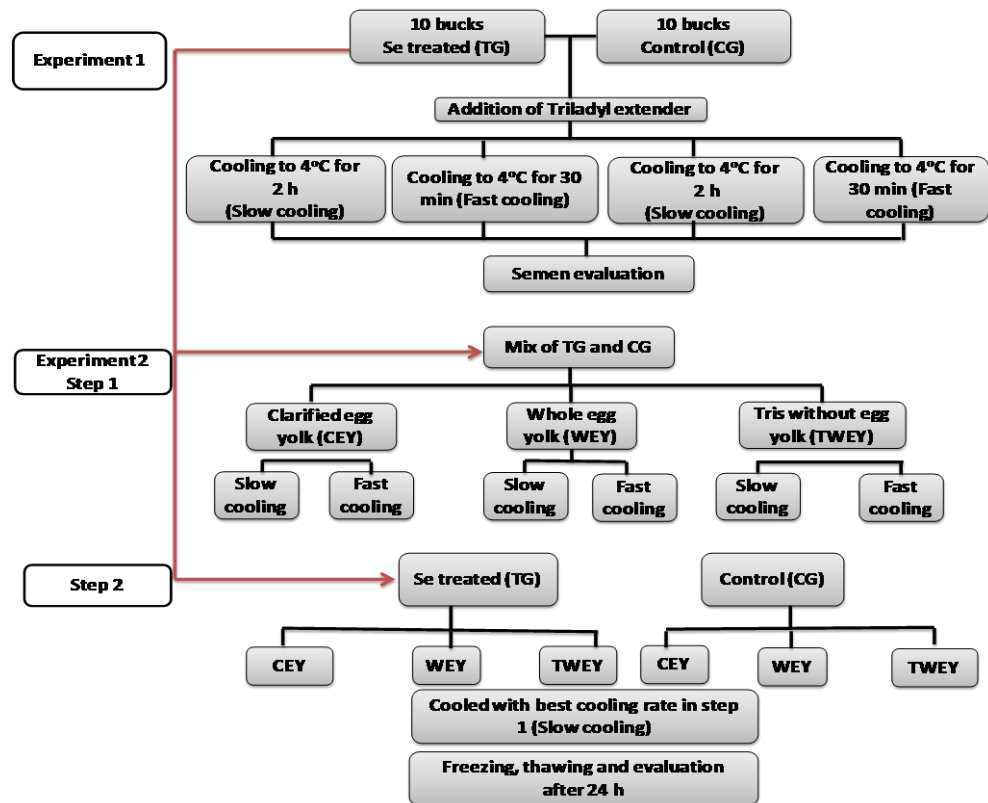 10 bucks
Se treated (TG)
10 bucks
Control (CG)
Experiment 1
Addition of Triladyl extender
Cooling to 4ºC for
2 h
(Slow cooling)
Cooling to 4ºC for 30
min (Fast cooling)
Cooling to 4ºC for
2 h
(Slow cooling)
Cooling to 4ºC for
30 min (Fast
cooling)
Semen evaluation
Experiment 2
Step 1
Mix of TG and CG
Clarified egg
yolk (CEY)
Whole egg
yolk (WEY)
Tris without egg
yolk (TWEY)
Slow
cooling
Fast
cooling
Slow
cooling
Fast
cooling
Slow
cooling
Fast
cooling
Step 2
Se treated (TG)
Control (CG)
CEY
WEY
TWEY
CEY
WEY
TWEY
Cooled with best cooling rate in step
1 (Slow cooling)
Freezing, thawing and evaluation
after 24 h